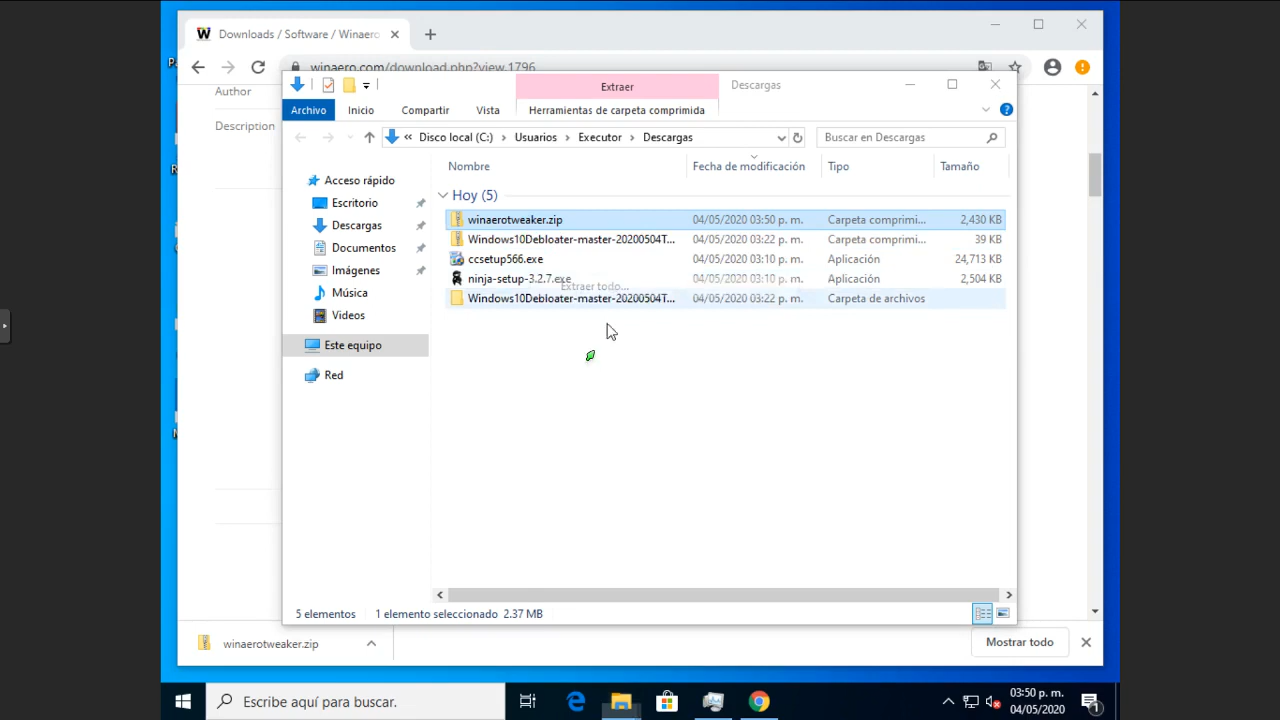 Downloads / Software / Winaero
winaero.com/download.php?view.1796
Author
Description
Extraer
Descargas
Archivo
Inicio
Compartir
Vista
Herramientas de carpeta comprimida
« Disco local (C:) > Usuarios > Executor > Descargas
Buscar en Descargas
Nombre
Fecha de modificación
Tipo
Tamaño
Acceso rápido
Escritorio
Descargas
Documentos
Imágenes
Música
Videos
Este equipo
Red
Hoy (5)
winaerotweaker.zip 04/05/2020 03:50 p. m. Carpeta comprimi... 2,430 KB
Windows10Debloater-master-20200504T... 04/05/2020 03:22 p. m. Carpeta comprimi... 39 KB
ccsetup566.exe 04/05/2020 03:10 p. m. Aplicación 24,713 KB
ninja-setup-3.2.7.exe 04/05/2020 03:10 p. m. Aplicación 2,504 KB
Extraer todo...
Windows10Debloater-master-20200504T... 04/05/2020 03:22 p. m. Carpeta de archivos
5 elementos 1 elemento seleccionado 2.37 MB
winaerotweaker.zip
Mostrar todo
Escribe aquí para buscar.
03:50 p. m.
04/05/2020
1